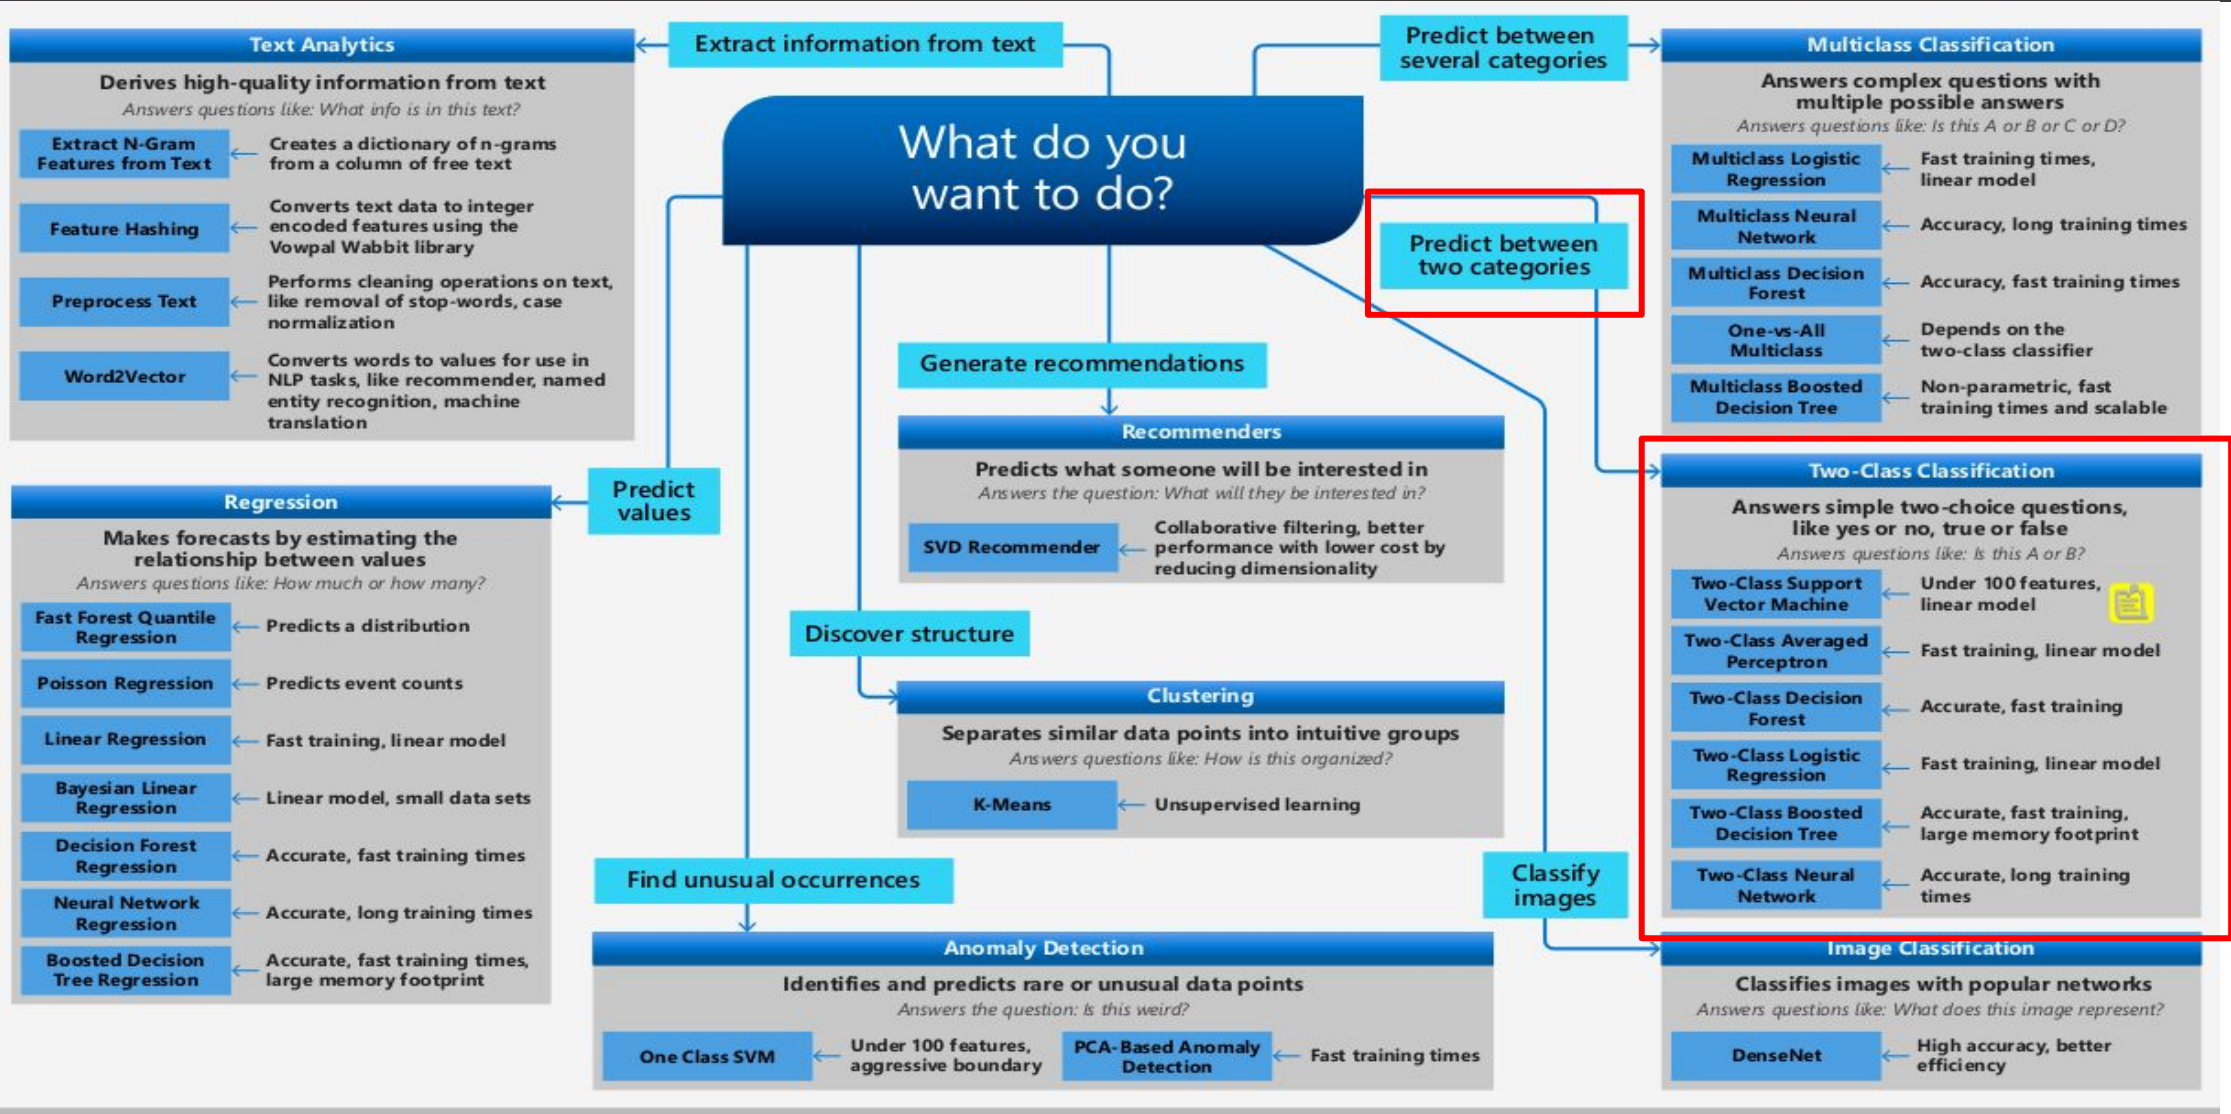 What do you
want to do?
Extract information from text
Text Analytics
Derives high-quality information from text
Answers questions like: What info is in this text?
Extract N-Gram
Features from Text
Creates a dictionary of n-grams
from a column of free text
Feature Hashing
Converts text data to integer
encoded features using the
Vowpal Wabbit library
Preprocess Text
Performs cleaning operations on text,
like removal of stop-words, case
normalization
Word2Vector
Converts words to values for use in
NLP tasks, like recommender, named
entity recognition, machine
translation
Predict
values
Regression
Makes forecasts by estimating the
relationship between values
Answers questions like: How much or how many?
Fast Forest Quantile
Regression
Predicts a distribution
Poisson Regression
Predicts event counts
Linear Regression
Fast training, linear model
Bayesian Linear
Regression
Linear model, small data sets
Decision Forest
Regression
Accurate, fast training times
Neural Network
Regression
Accurate, long training times
Boosted Decision
Tree Regression
Accurate, fast training times,
large memory footprint
Generate recommendations
Recommenders
Predicts what someone will be interested in
Answers the question: What will they be interested in?
SVD Recommender
Collaborative filtering, better
performance with lower cost by
reducing dimensionality
Discover structure
Clustering
Separates similar data points into intuitive groups
Answers questions like: How is this organized?
K-Means
Unsupervised learning
Find unusual occurrences
Anomaly Detection
Identifies and predicts rare or unusual data points
Answers the question: Is this weird?
One Class SVM
Under 100 features,
aggressive boundary
PCA-Based Anomaly
Detection
Fast training times
Predict between
several categories
Multiclass Classification
Answers complex questions with
multiple possible answers
Answers questions like: Is this A or B or C or D?
Multiclass Logistic
Regression
Fast training times,
linear model
Multiclass Neural
Network
Accuracy, long training times
Multiclass Decision
Forest
Accuracy, fast training times
One-vs-All
Multiclass
Depends on the
two-class classifier
Multiclass Boosted
Decision Tree
Non-parametric, fast
training times and scalable
Predict between
two categories
Two-Class Classification
Answers simple two-choice questions,
like yes or no, true or false
Answers questions like: Is this A or B?
Two-Class Support
Vector Machine
Under 100 features,
linear model
Two-Class Averaged
Perceptron
Fast training, linear model
Two-Class Decision
Forest
Accurate, fast training
Two-Class Logistic
Regression
Fast training, linear model
Two-Class Boosted
Decision Tree
Accurate, fast training,
large memory footprint
Two-Class Neural
Network
Accurate, long training
times
Classify
images
Image Classification
Classifies images with popular networks
Answers questions like: What does this image represent?
DenseNet
High accuracy, better
efficiency